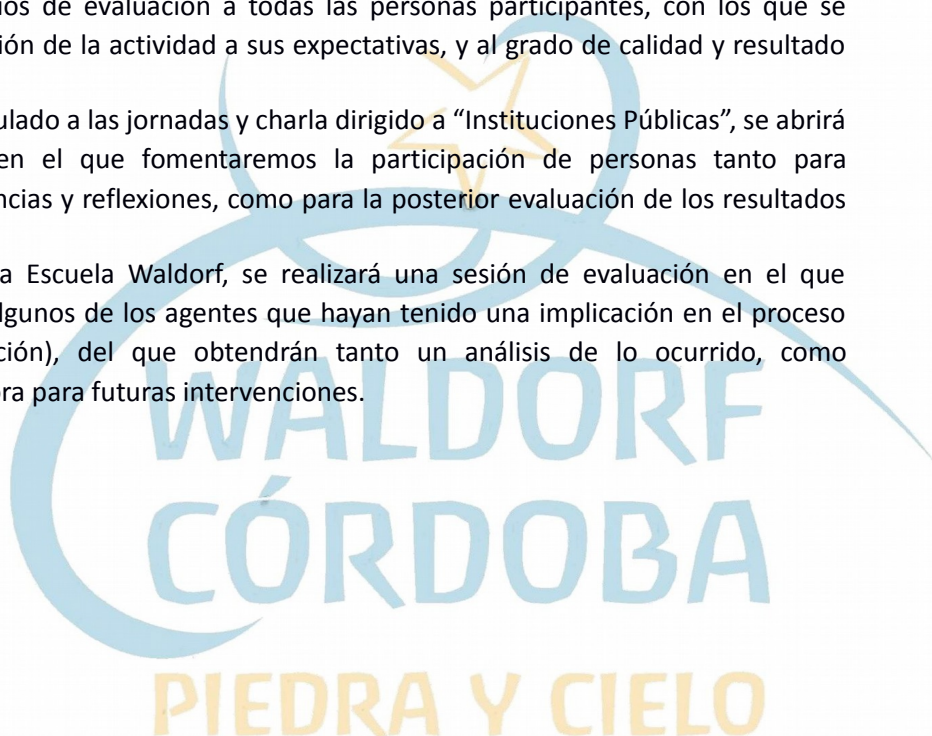 ios de evaluación a todas las personas participantes, con los que se
ión de la actividad a sus expectativas, y al grado de calidad y resultado
ulado a las jornadas y charla dirigido a “Instituciones Públicas”, se abrirá
en el que fomentaremos la participación de personas tanto para
ncias y reflexiones, como para la posterior evaluación de los resultados
a Escuela Waldorf, se realizará una sesión de evaluación en el que
lgunos de los agentes que hayan tenido una implicación en el proceso
ción), del que obtendrán tanto un análisis de lo ocurrido, como
ora para futuras intervenciones.
WALDORF
CÓRDOBA
PIEDRA Y CIELO